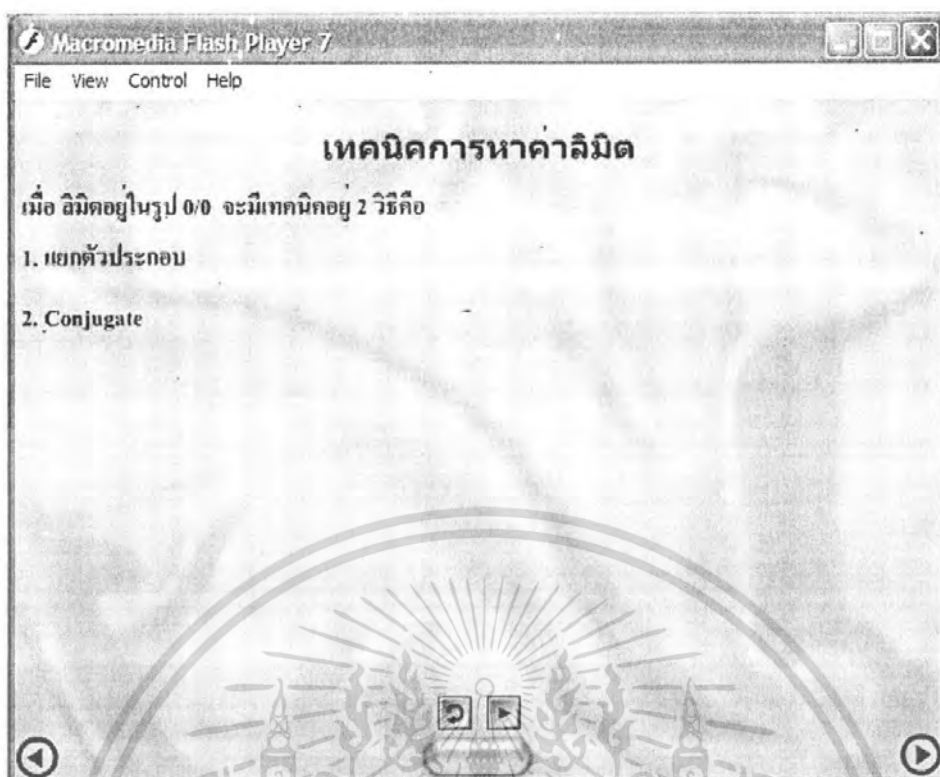 Macromedia Flash Player 7
File View Control Help
เทคนิคการหาค่าลิมิต
เมื่อ ลิมิตอยู่ในรูป 0/0 จะมีเทคนิคอยู่ 2 วิธีคือ
1. แยกตัวประกอบ
2. Conjugate